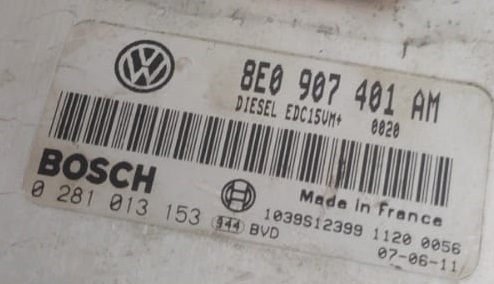 8E0 907 401 AM
DIESEL EDC15VM+ 0020
BOSCH
Made in France
0 281 013 153 944 BVD 1039S12399 1120 0056
07-06-11